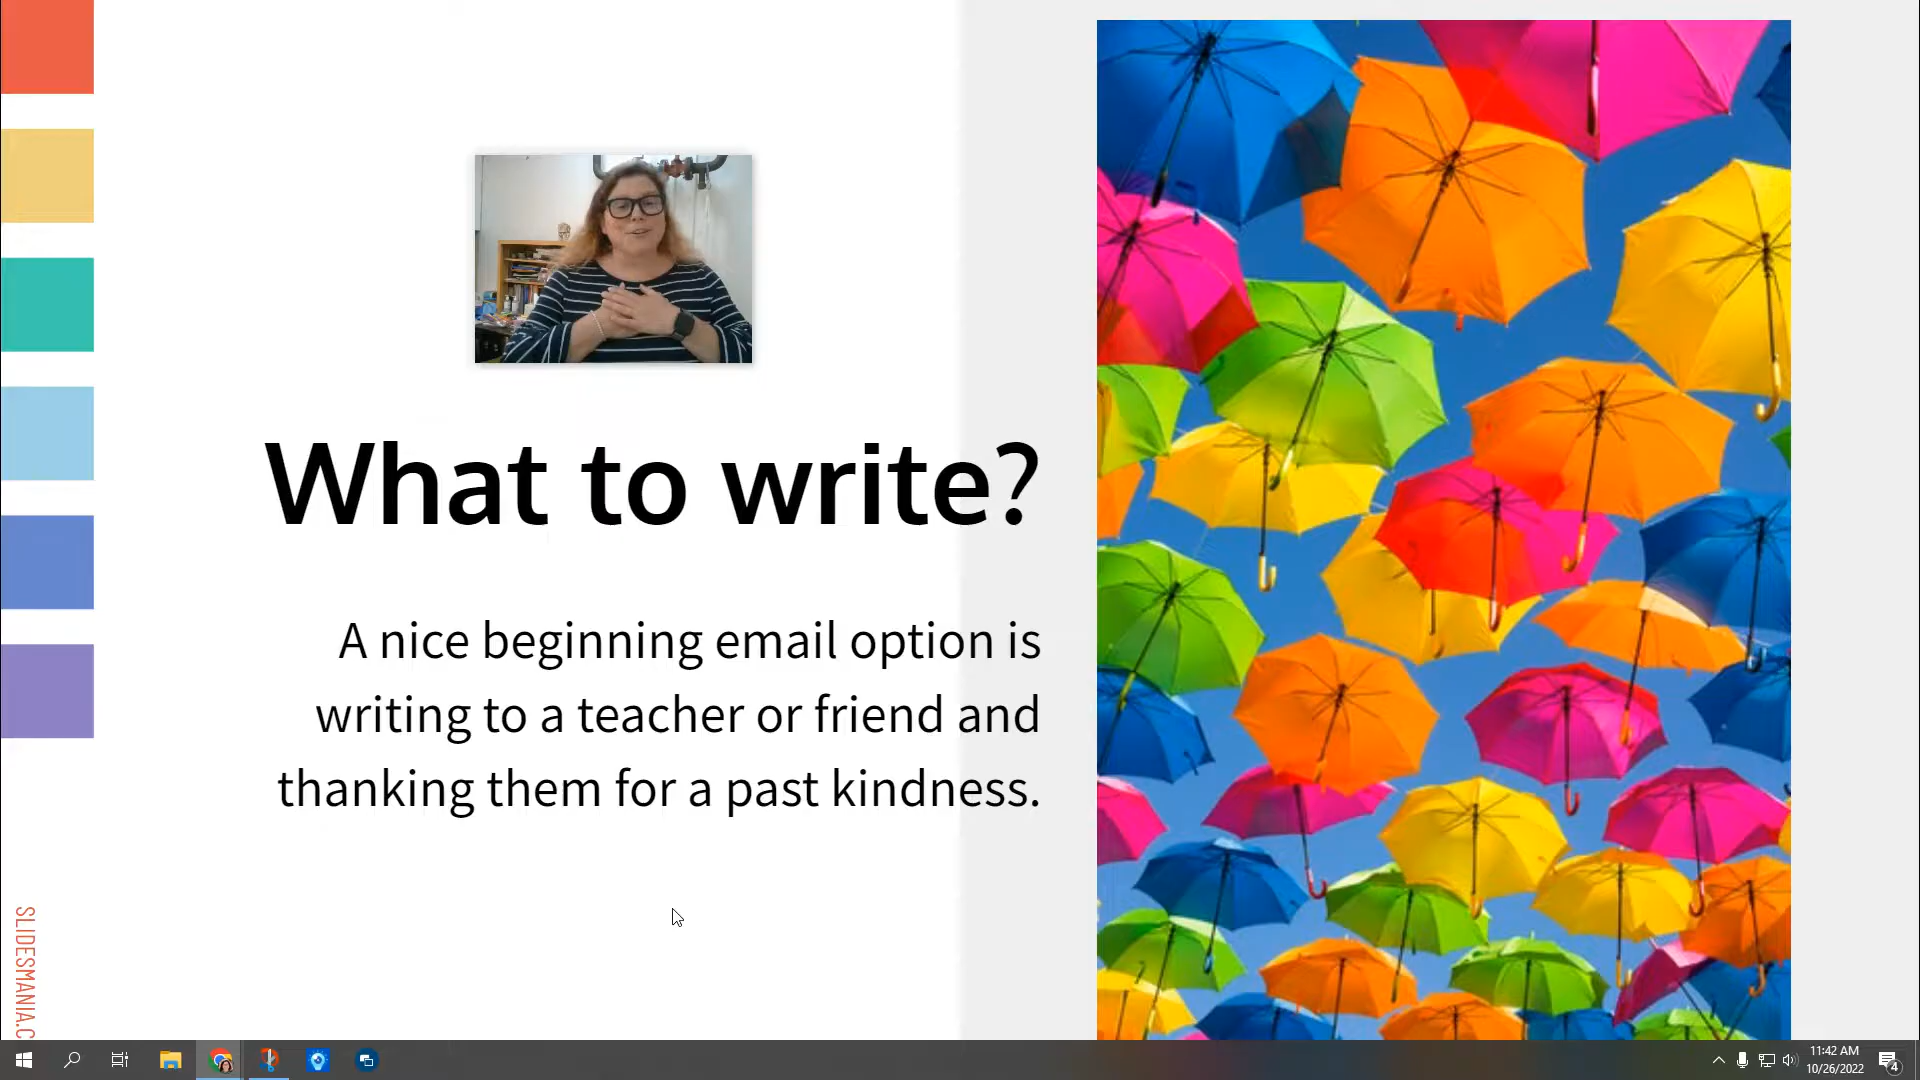 What to write?
A nice beginning email option is
writing to a teacher or friend and
thanking them for a past kindness.
SLIDESMANIA.C
11:42 AM
10/26/2022
4